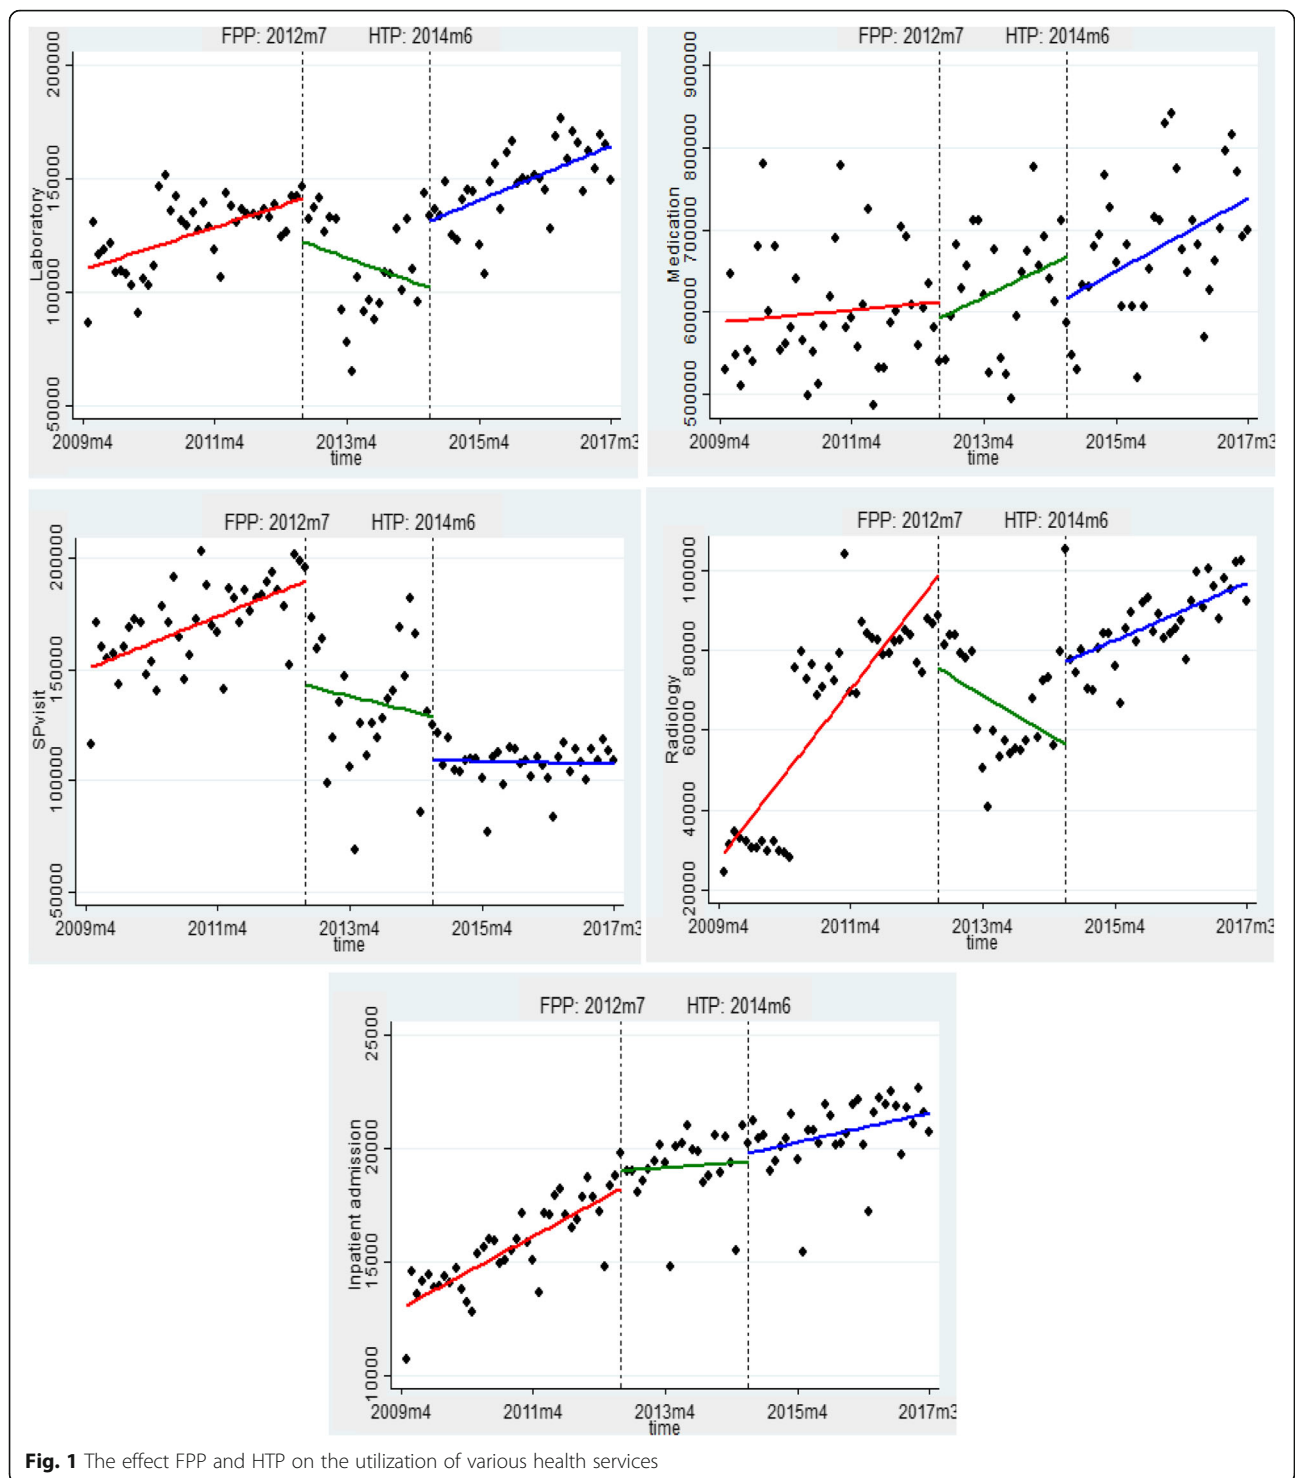 FPP: 2012m7 HTP: 2014m6
Laboratory
200000
150000
100000
50000
2009m4 2011m4 2013m4 2015m4 2017m3
time
FPP: 2012m7 HTP: 2014m6
Medication
900000
800000
700000
600000
500000
2009m4 2011m4 2013m4 2015m4 2017m3
time
FPP: 2012m7 HTP: 2014m6
SPvisit
200000
150000
100000
50000
2009m4 2011m4 2013m4 2015m4 2017m3
time
FPP: 2012m7 HTP: 2014m6
Radiology
100000
80000
60000
40000
20000
2009m4 2011m4 2013m4 2015m4 2017m3
time
FPP: 2012m7 HTP: 2014m6
Inpatient admission
25000
20000
15000
10000
2009m4 2011m4 2013m4 2015m4 2017m3
time
Fig. 1 The effect FPP and HTP on the utilization of various health services